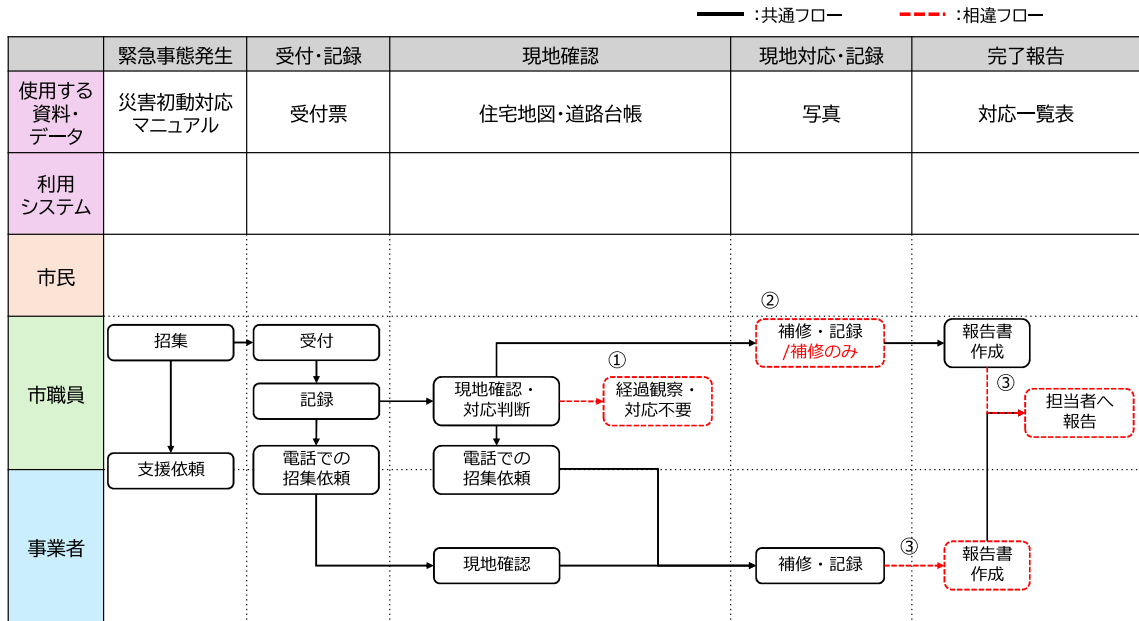 :共通フロー
:相違フロー
緊急事態発生
受付・記録
現地確認
現地対応・記録
完了報告
使用する
資料・
データ
災害初動対応
マニュアル
受付票
住宅地図・道路台帳
写真
対応一覧表
利用
システム
市民
市職員
招集
受付
②
補修・記録
/補修のみ
報告書
作成
①
記録
現地確認・
対応判断
経過観察・
対応不要
③
担当者へ
報告
支援依頼
電話での
招集依頼
電話での
招集依頼
事業者
現地確認
補修・記録
③
報告書
作成